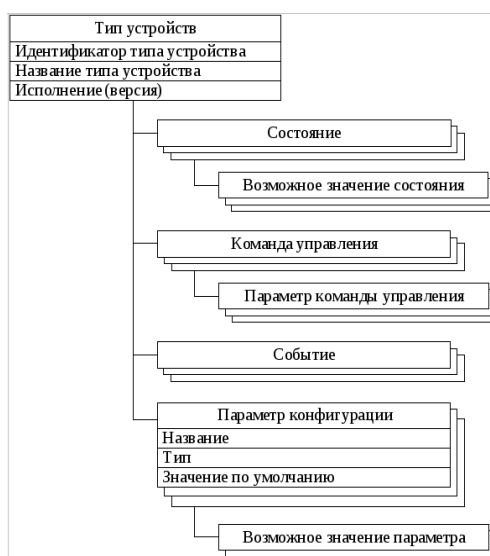 Тип устройств
Идентификатор типа устройства
Название типа устройства
Исполнение (версия)
Состояние
Возможное значение состояния
Команда управления
Параметр команды управления
Событие
Параметр конфигурации
Название
Тип
Значение по умолчанию
Возможное значение параметра